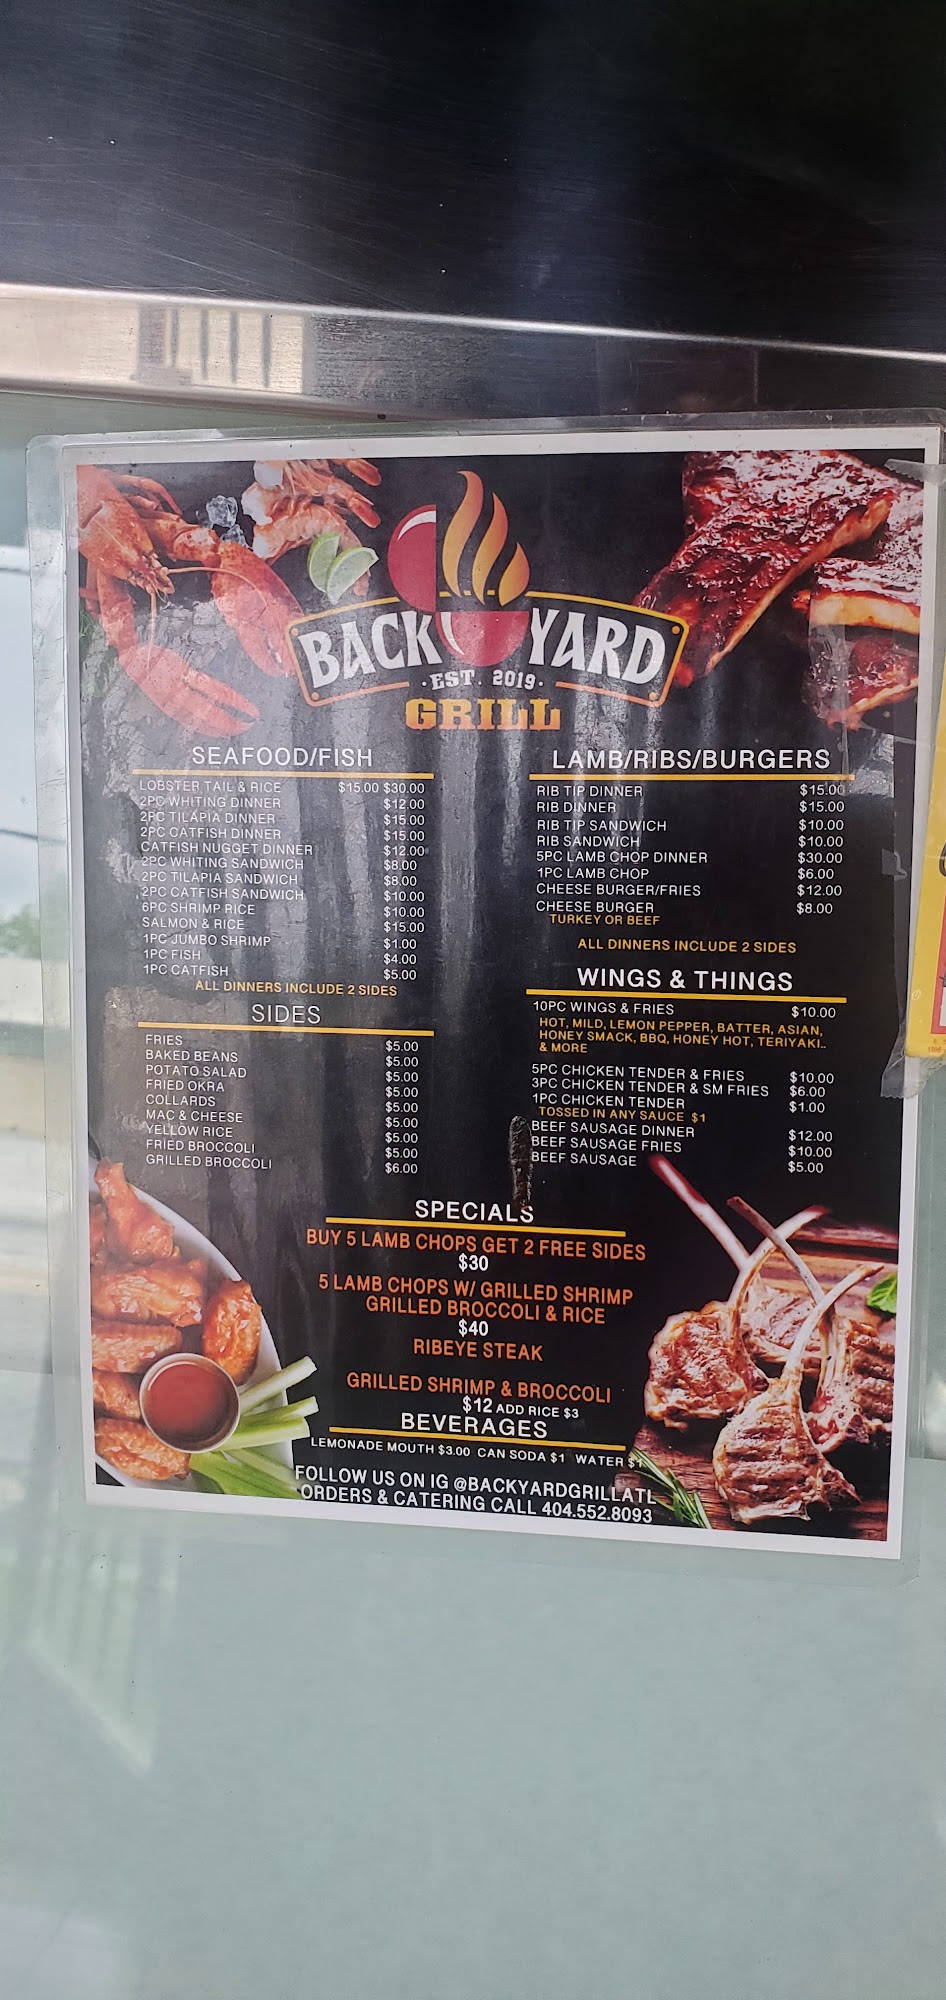 BACK YARD
·EST. 2019·
GRILL
SEAFOOD/FISH
LOBSTER TAIL & RICE $15.00 $30.00
2PC WHITING DINNER $12.00
2PC TILAPIA DINNER $15.00
2PC CATFISH DINNER $15.00
CATFISH NUGGET DINNER $12.00
2PC WHITING SANDWICH $8.00
2PC TILAPIA SANDWICH $8.00
2PC CATFISH SANDWICH $10.00
6PC SHRIMP RICE $10.00
SALMON & RICE $15.00
1PC JUMBO SHRIMP $1.00
1PC FISH $4.00
1PC CATFISH $5.00
ALL DINNERS INCLUDE 2 SIDES
SIDES
FRIES $5.00
BAKED BEANS $5.00
POTATO SALAD $5.00
FRIED OKRA $5.00
COLLARDS $5.00
MAC & CHEESE $5.00
YELLOW RICE $5.00
FRIED BROCCOLI $5.00
GRILLED BROCCOLI $6.00
LAMB/RIBS/BURGERS
RIB TIP DINNER $15.00
RIB DINNER $15.00
RIB TIP SANDWICH $10.00
RIB SANDWICH $10.00
5PC LAMB CHOP DINNER $30.00
1PC LAMB CHOP $6.00
CHEESE BURGER/FRIES $12.00
CHEESE BURGER $8.00
TURKEY OR BEEF
ALL DINNERS INCLUDE 2 SIDES
WINGS & THINGS
10PC WINGS & FRIES $10.00
HOT, MILD, LEMON PEPPER, BATTER, ASIAN,
HONEY SMACK, BBQ, HONEY HOT, TERIYAKI..
& MORE
5PC CHICKEN TENDER & FRIES $10.00
3PC CHICKEN TENDER & SM FRIES $6.00
1PC CHICKEN TENDER $1.00
TOSSED IN ANY SAUCE $1
BEEF SAUSAGE DINNER $12.00
BEEF SAUSAGE FRIES $10.00
BEEF SAUSAGE $5.00
SPECIALS
BUY 5 LAMB CHOPS GET 2 FREE SIDES
$30
5 LAMB CHOPS W/ GRILLED SHRIMP
GRILLED BROCCOLI & RICE
$40
RIBEYE STEAK
GRILLED SHRIMP & BROCCOLI
$12 ADD RICE $3
BEVERAGES
LEMONADE MOUTH $3.00 CAN SODA $1 WATER $1
FOLLOW US ON IG @BACKYARDGRILLATL
ORDERS & CATERING CALL 404.552.8093